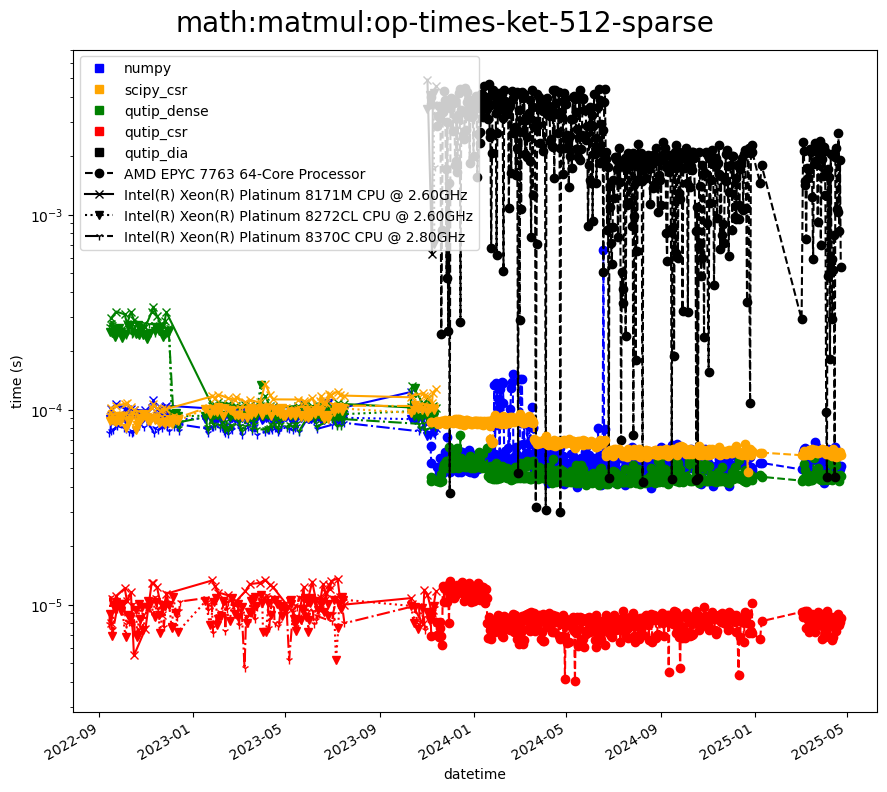 math:matmul:op-times-ket-512-sparse
numpy
scipy_csr
qutip_dense
qutip_csr
qutip_dia
AMD EPYC 7763 64-Core Processor
Intel(R) Xeon(R) Platinum 8171M CPU @ 2.60GHz
Intel(R) Xeon(R) Platinum 8272CL CPU @ 2.60GHz
Intel(R) Xeon(R) Platinum 8370C CPU @ 2.80GHz
time (s)
10⁻³
10⁻⁴
10⁻⁵
2022-09
2023-01
2023-05
2023-09
2024-01
2024-05
2024-09
2025-01
2025-05
datetime